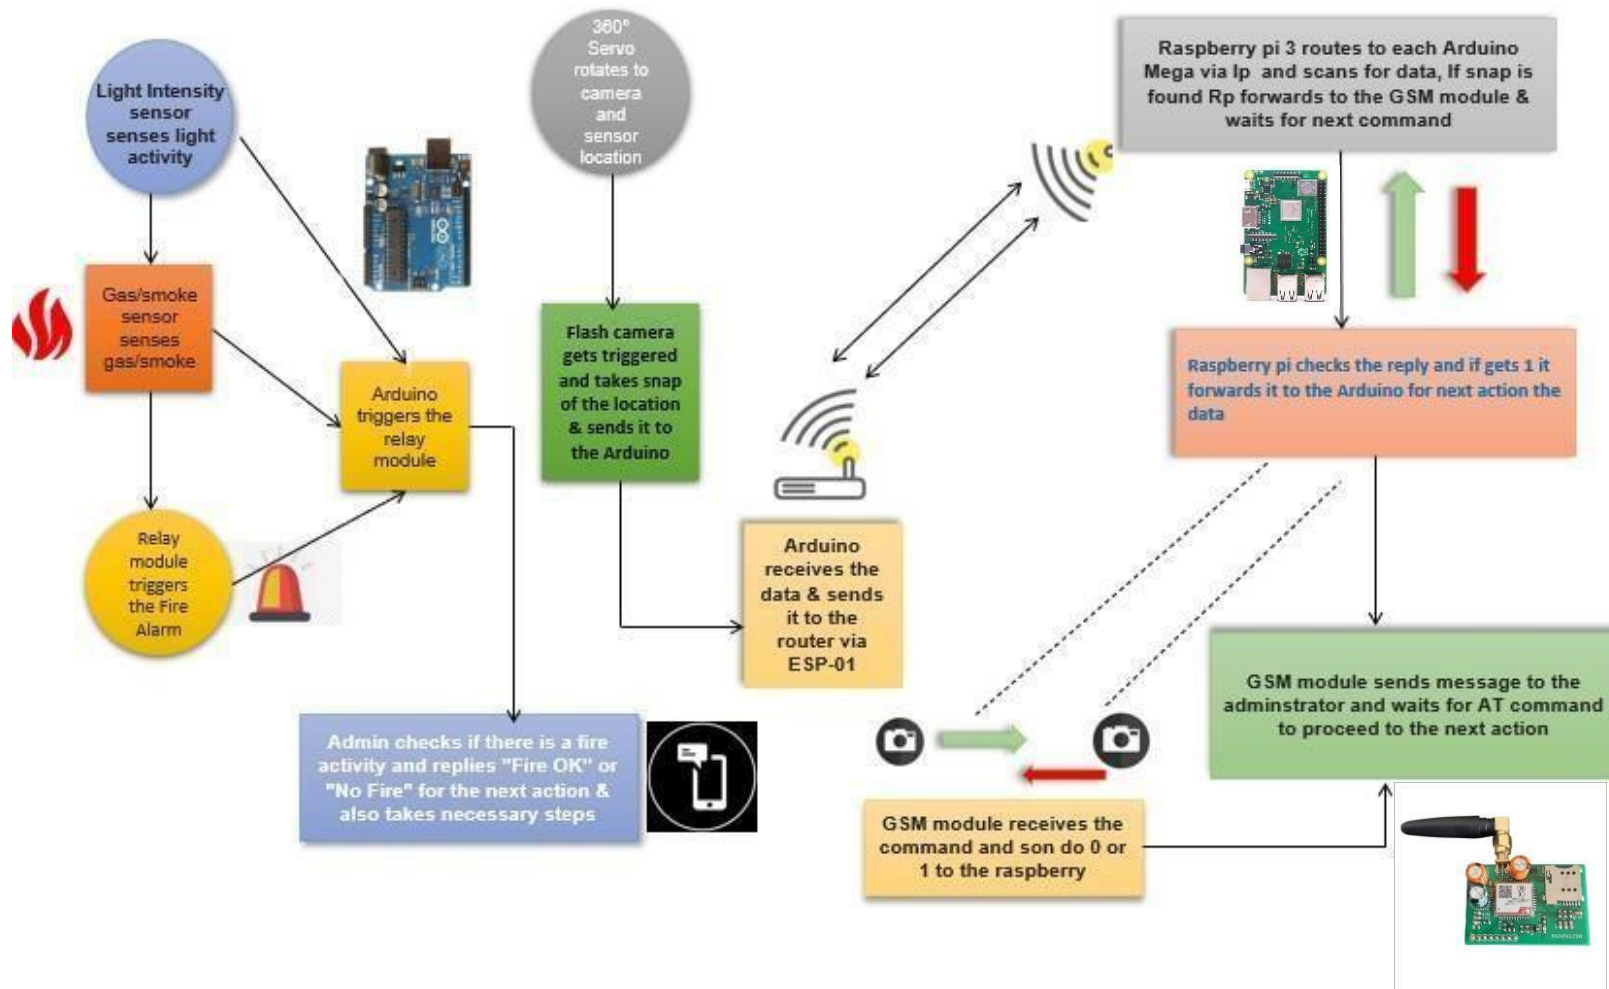 Light Intensity
sensor
senses light
activity
Gas/smoke
sensor
senses
gas/smoke
Relay
module
triggers
the Fire
Alarm
Arduino
triggers the
relay
module
Admin checks if there is a fire
activity and replies "Fire OK" or
"No Fire" for the next action &
also takes necessary steps
360°
Servo
rotates to
camera
and
sensor
location
Flash camera
gets triggered
and takes snap
of the location
& sends it to
the Arduino
Arduino
receives the
data & sends
it to the
router via
ESP-01
Raspberry pi 3 routes to each Arduino
Mega via Ip and scans for data, If snap is
found Rp forwards to the GSM module &
waits for next command
Raspberry pi checks the reply and if gets 1 it
forwards it to the Arduino for next action the
data
GSM module sends message to the
adminstrator and waits for AT command
to proceed to the next action
GSM module receives the
command and son do 0 or
1 to the raspberry